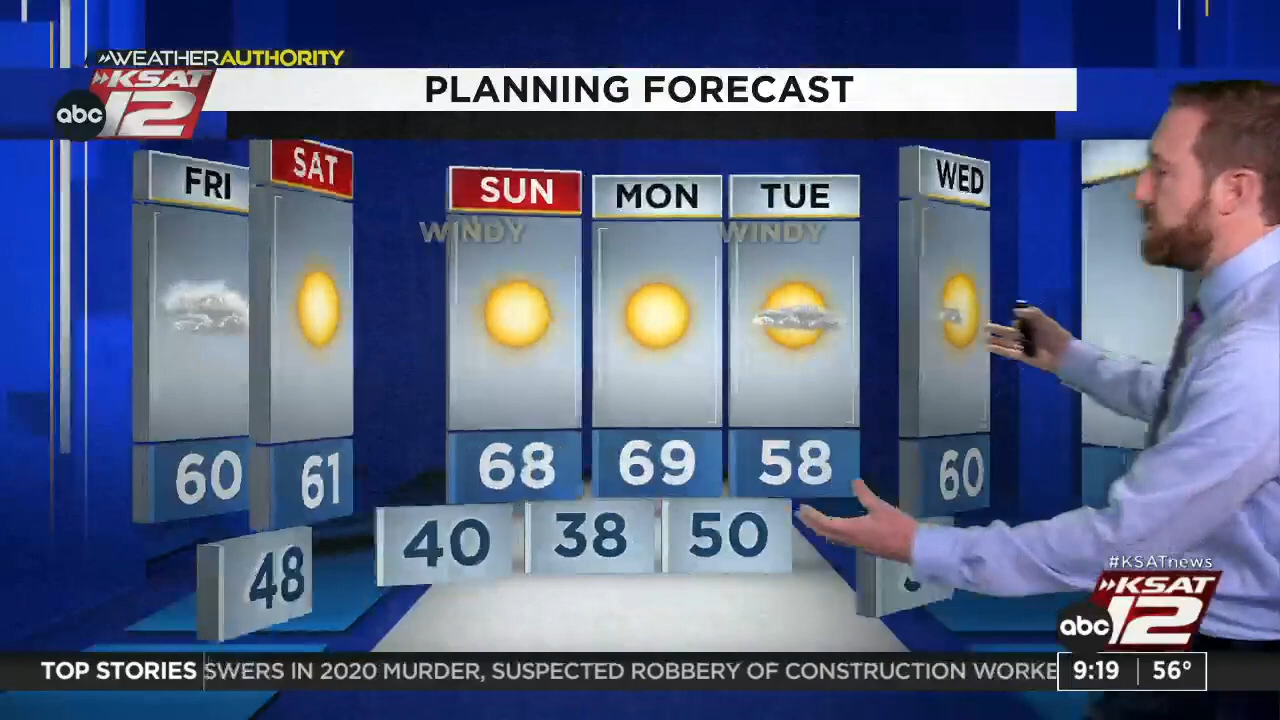 »WEATHERAUTHORITY
»KSAT
abc 12
PLANNING FORECAST
FRI
SAT
SUN
MON
TUE
WED
WINDY
WINDY
60
61
68
69
58
60
48
40
38
50
#KSATnews
»KSAT
abc 12
TOP STORIES
SWERS IN 2020 MURDER, SUSPECTED ROBBERY OF CONSTRUCTION WORKE
9:19
56°